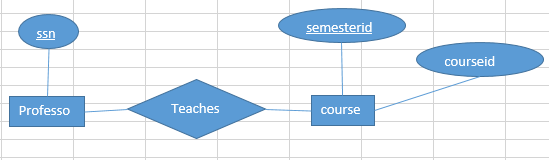 ssn
semesterid
courseid
Professo
Teaches
course